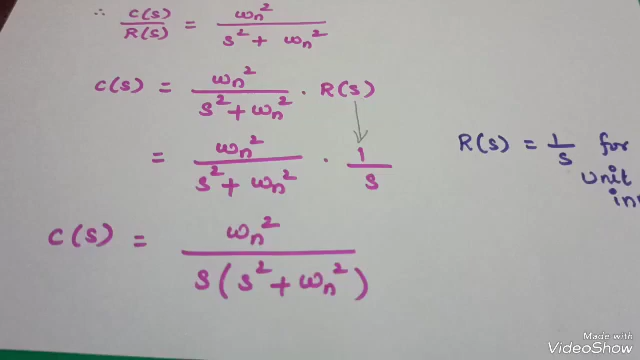 ∴ C(s)/R(s) = ωn²/(s² + ωn²)
C(s) = ωn²/(s² + ωn²) · R(s)
= ωn²/(s² + ωn²) · 1/s
R(s) = 1/s for
unit
C(s) = ωn²/(s(s² + ωn²))
Made with
VideoShow